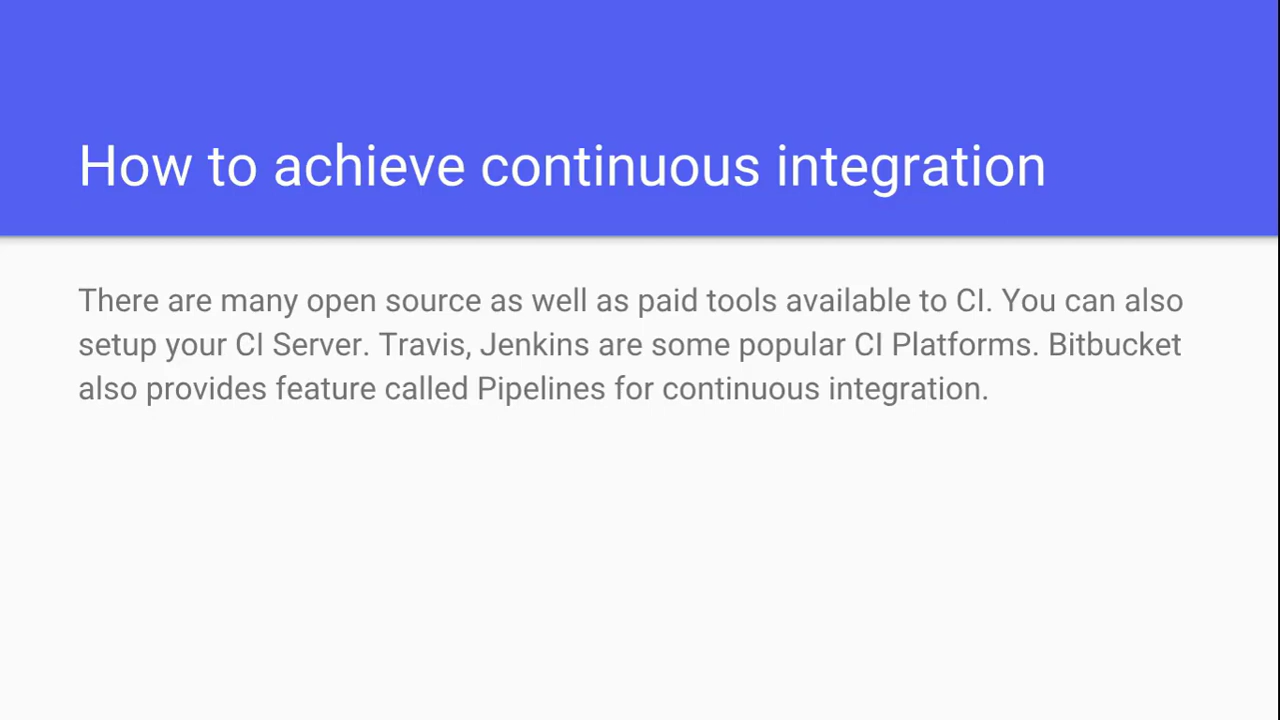 How to achieve continuous integration
There are many open source as well as paid tools available to CI. You can also
setup your CI Server. Travis, Jenkins are some popular CI Platforms. Bitbucket
also provides feature called Pipelines for continuous integration.